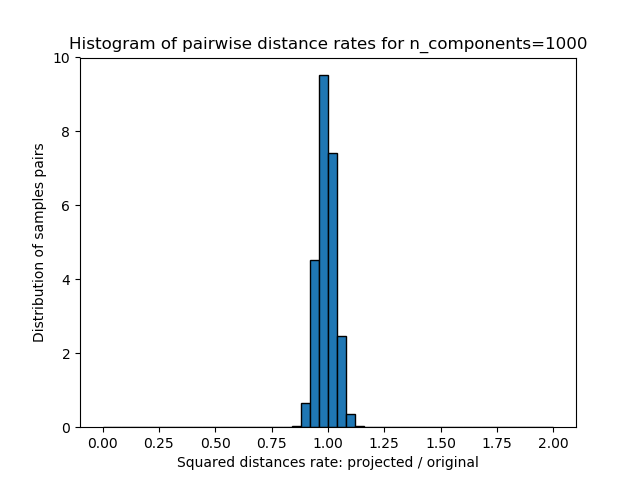 Histogram of pairwise distance rates for n_components=1000
10
8
6
4
2
0
Distribution of samples pairs
0.00 0.25 0.50 0.75 1.00 1.25 1.50 1.75 2.00
Squared distances rate: projected / original